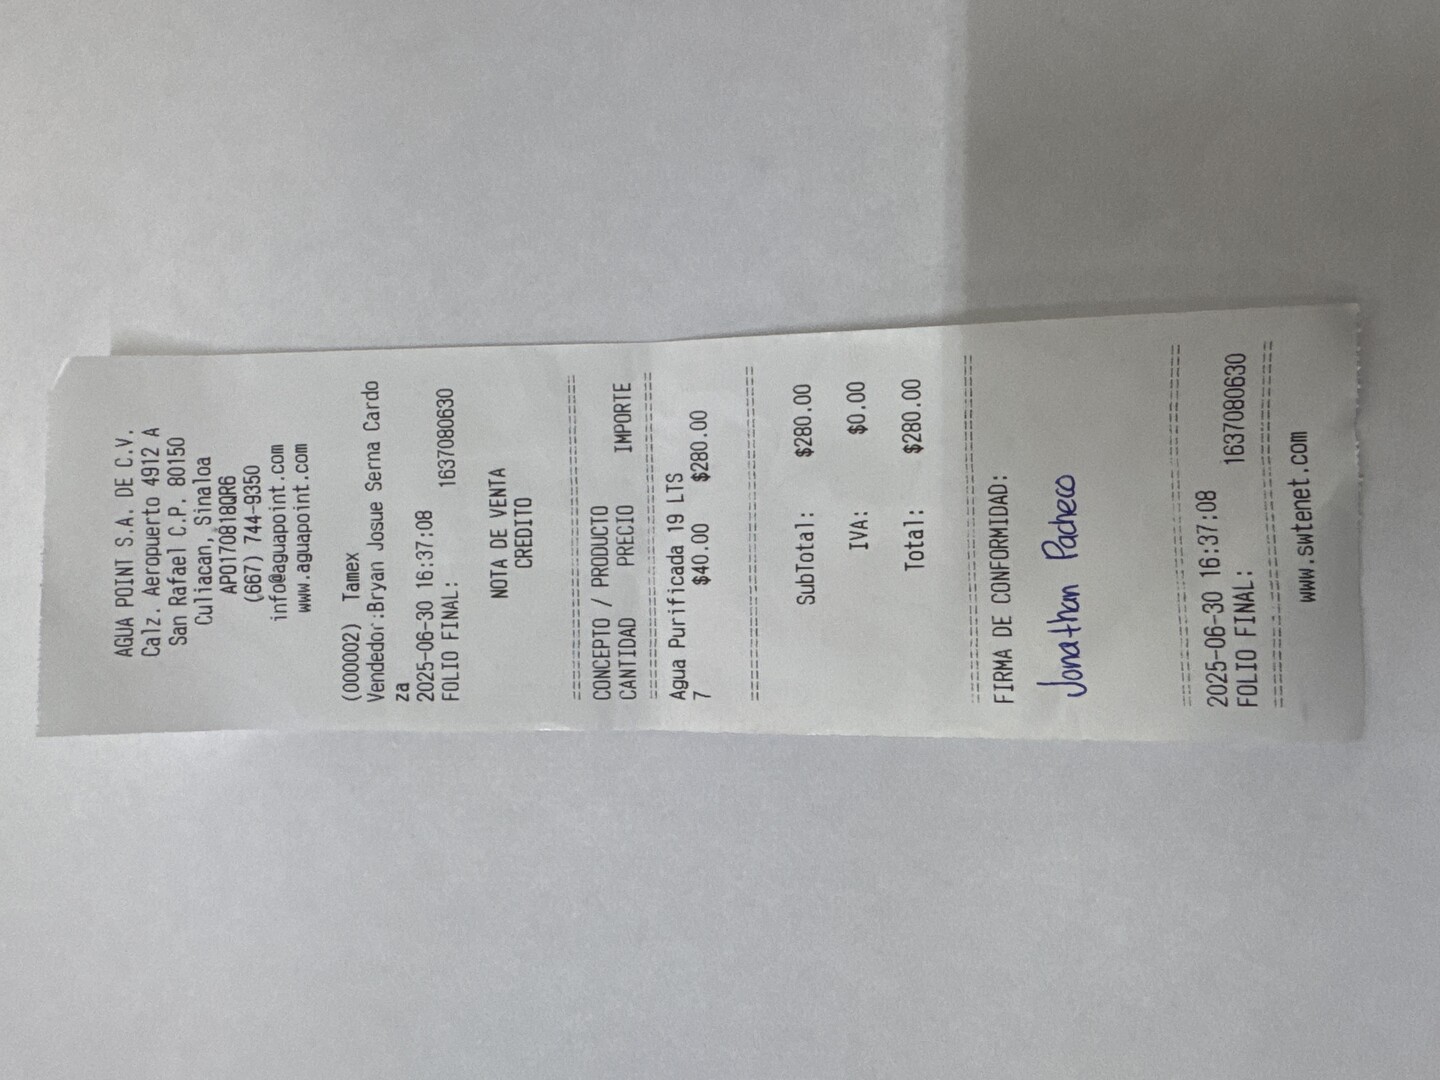 AGUA POINT S.A. DE C.V.
Calz. Aeropuerto 4912 A
San Rafael C.P. 80150
Culiacan, Sinaloa
APO170818QR6
(667) 744-9350
info@aguapoint.com
www.aguapoint.com
(000002) Tamex
Vendedor:Bryan Josue Serna Cardo
za
2025-06-30 16:37:08
FOLIO FINAL: 1637080630
NOTA DE VENTA
CREDITO
================================
CONCEPTO / PRODUCTO
CANTIDAD PRECIO IMPORTE
================================
Agua Purificada 19 LTS
7 $40.00 $280.00
================================
SubTotal: $280.00
IVA: $0.00
Total: $280.00
================================
FIRMA DE CONFORMIDAD:
Jonathan Pacheco
================================
2025-06-30 16:37:08
FOLIO FINAL: 1637080630
================================
www.swtenet.com